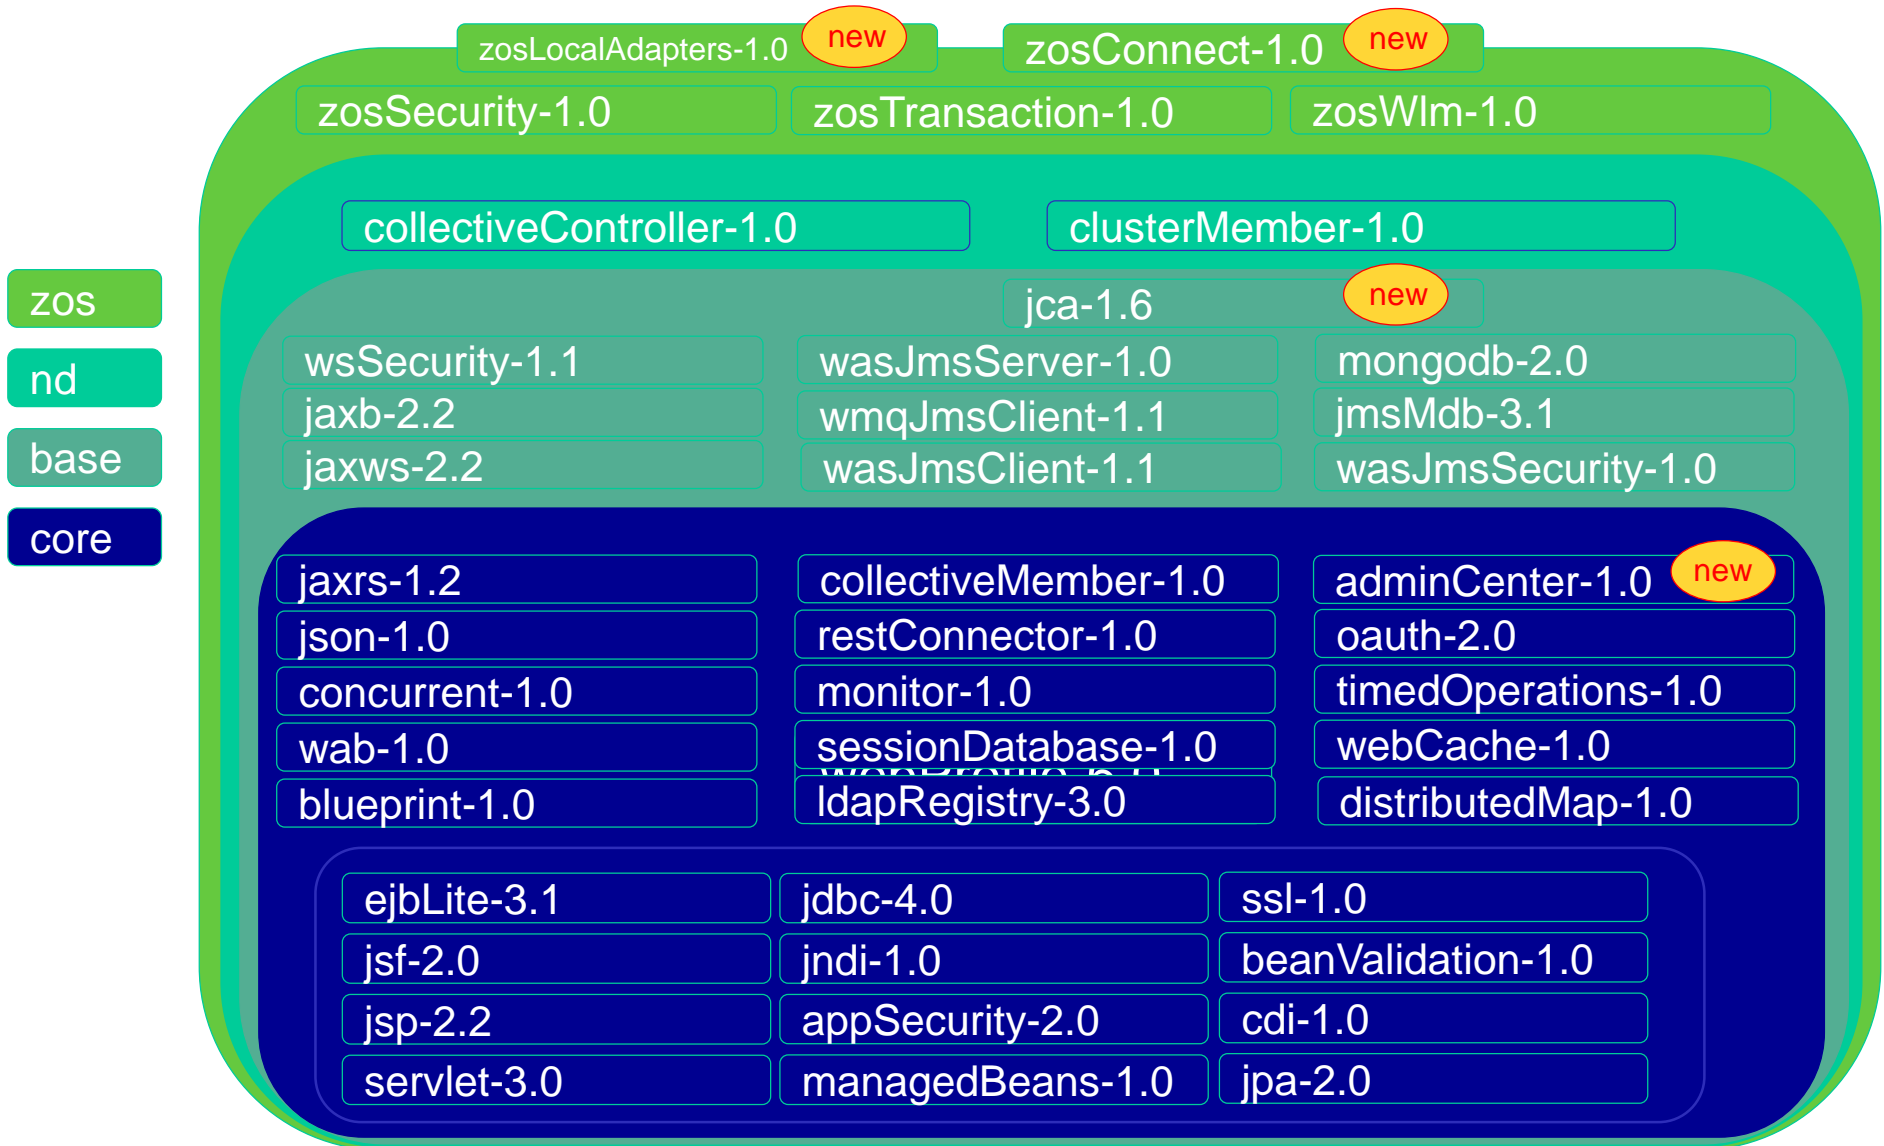 zosLocalAdapters-1.0 new
zosConnect-1.0 new
zosSecurity-1.0
zosTransaction-1.0
zosWlm-1.0
collectiveController-1.0
clusterMember-1.0
zos
nd
base
core
jca-1.6 new
wsSecurity-1.1
wasJmsServer-1.0
mongodb-2.0
jaxb-2.2
wmqJmsClient-1.1
jmsMdb-3.1
jaxws-2.2
wasJmsClient-1.1
wasJmsSecurity-1.0
jaxrs-1.2
collectiveMember-1.0
adminCenter-1.0 new
json-1.0
restConnector-1.0
oauth-2.0
concurrent-1.0
monitor-1.0
timedOperations-1.0
wab-1.0
sessionDatabase-1.0
webCache-1.0
blueprint-1.0
ldapRegistry-3.0
distributedMap-1.0
ejbLite-3.1
jdbc-4.0
ssl-1.0
jsf-2.0
jndi-1.0
beanValidation-1.0
jsp-2.2
appSecurity-2.0
cdi-1.0
servlet-3.0
managedBeans-1.0
jpa-2.0